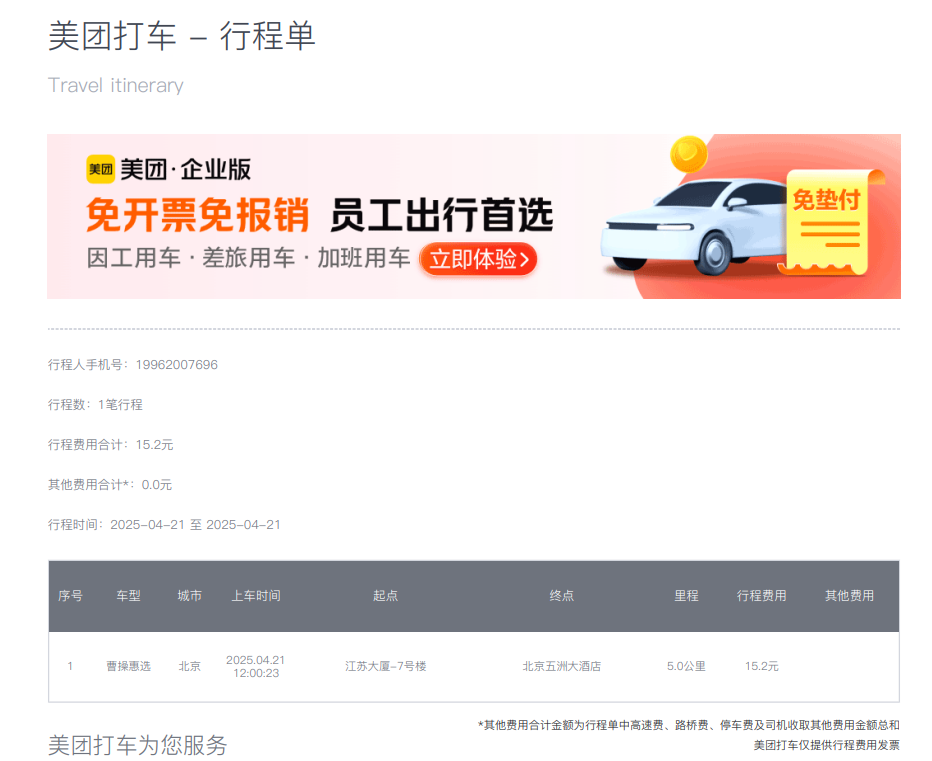 美团打车 – 行程单
Travel itinerary
美团 美团·企业版
免开票免报销 员工出行首选
因工用车 · 差旅用车 · 加班用车 立即体验>
免垫付
行程人手机号：19962007696
行程数：1笔行程
行程费用合计：15.2元
其他费用合计*：0.0元
行程时间：2025-04-21 至 2025-04-21
序号 车型 城市 上车时间 起点 终点 里程 行程费用 其他费用
1 曹操惠选 北京 2025.04.21 12:00:23 江苏大厦-7号楼 北京五洲大酒店 5.0公里 15.2元
*其他费用合计金额为行程单中高速费、路桥费、停车费及司机收取其他费用金额总和
美团打车仅提供行程费用发票
美团打车为您服务